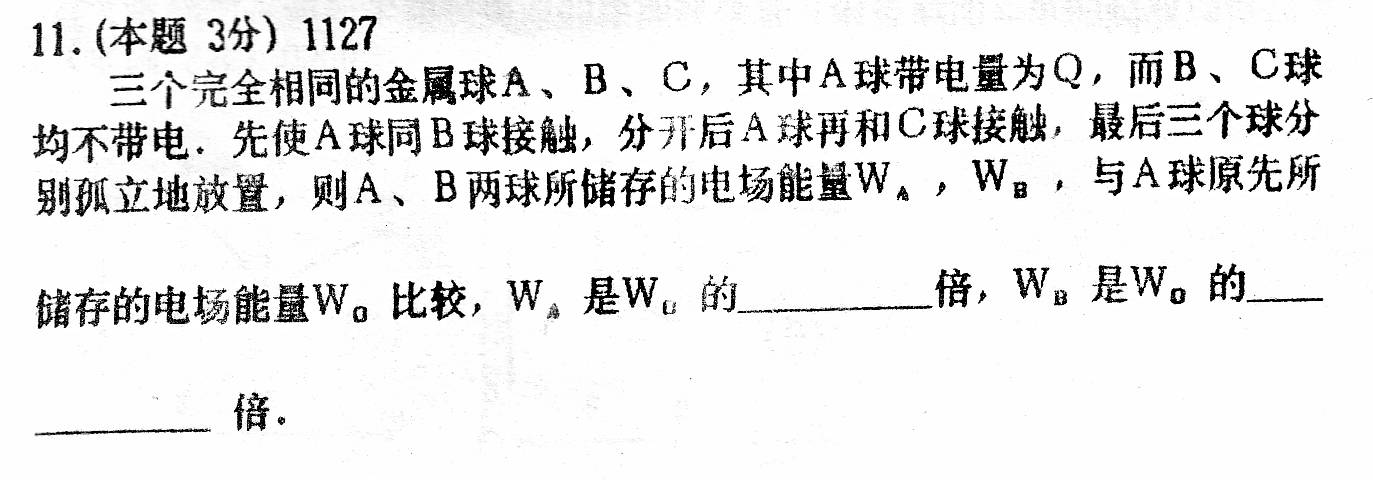 11.(本题 3分) 1127
三个完全相同的金属球A、B、C，其中A球带电量为Q，而B、C球
均不带电．先使A球同B球接触，分开后A球再和C球接触，最后三个球分
别孤立地放置，则A、B两球所储存的电场能量W_A，W_B，与A球原先所
储存的电场能量W_0 比较，W_A 是W_0 的__________倍，W_B 是W_0 的____
_________ 倍．